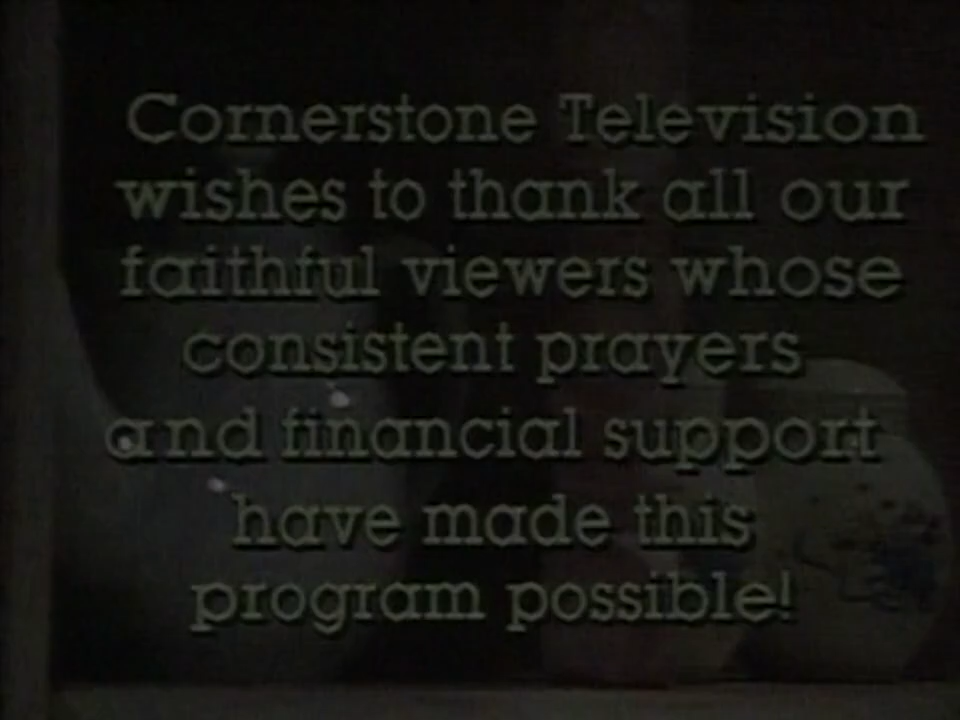 Cornerstone Television
wishes to thank all our
faithful viewers whose
consistent prayers
and financial support
have made this
program possible!